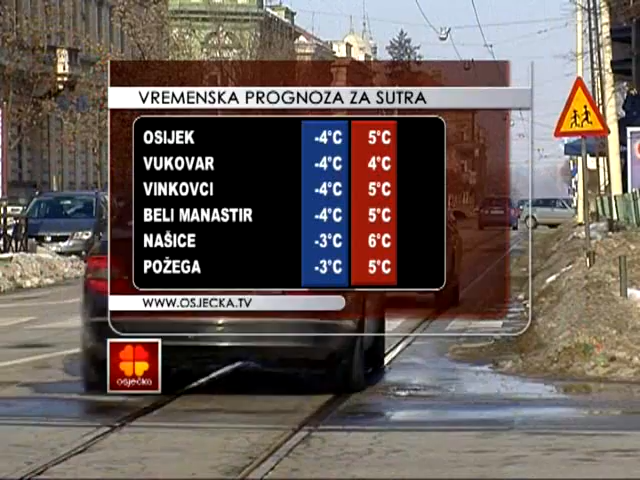 VREMENSKA PROGNOZA ZA SUTRA
OSIJEK -4°C 5°C
VUKOVAR -4°C 4°C
VINKOVCI -4°C 5°C
BELI MANASTIR -4°C 5°C
NAŠICE -3°C 6°C
POŽEGA -3°C 5°C
WWW.OSJECKA.TV
osječka